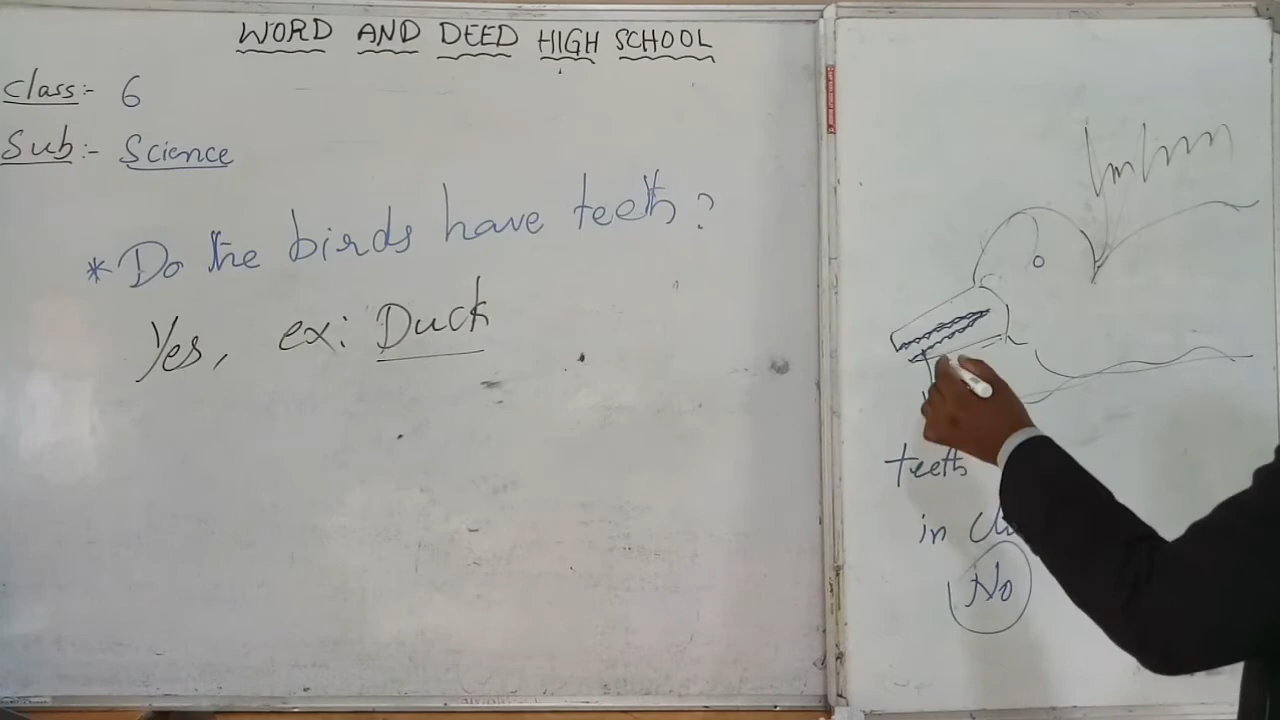 WORD AND DEED HIGH SCHOOL
Class:- 6
Sub:- Science
* Do the birds have teeth?
Yes, ex: Duck
teeth
in
No